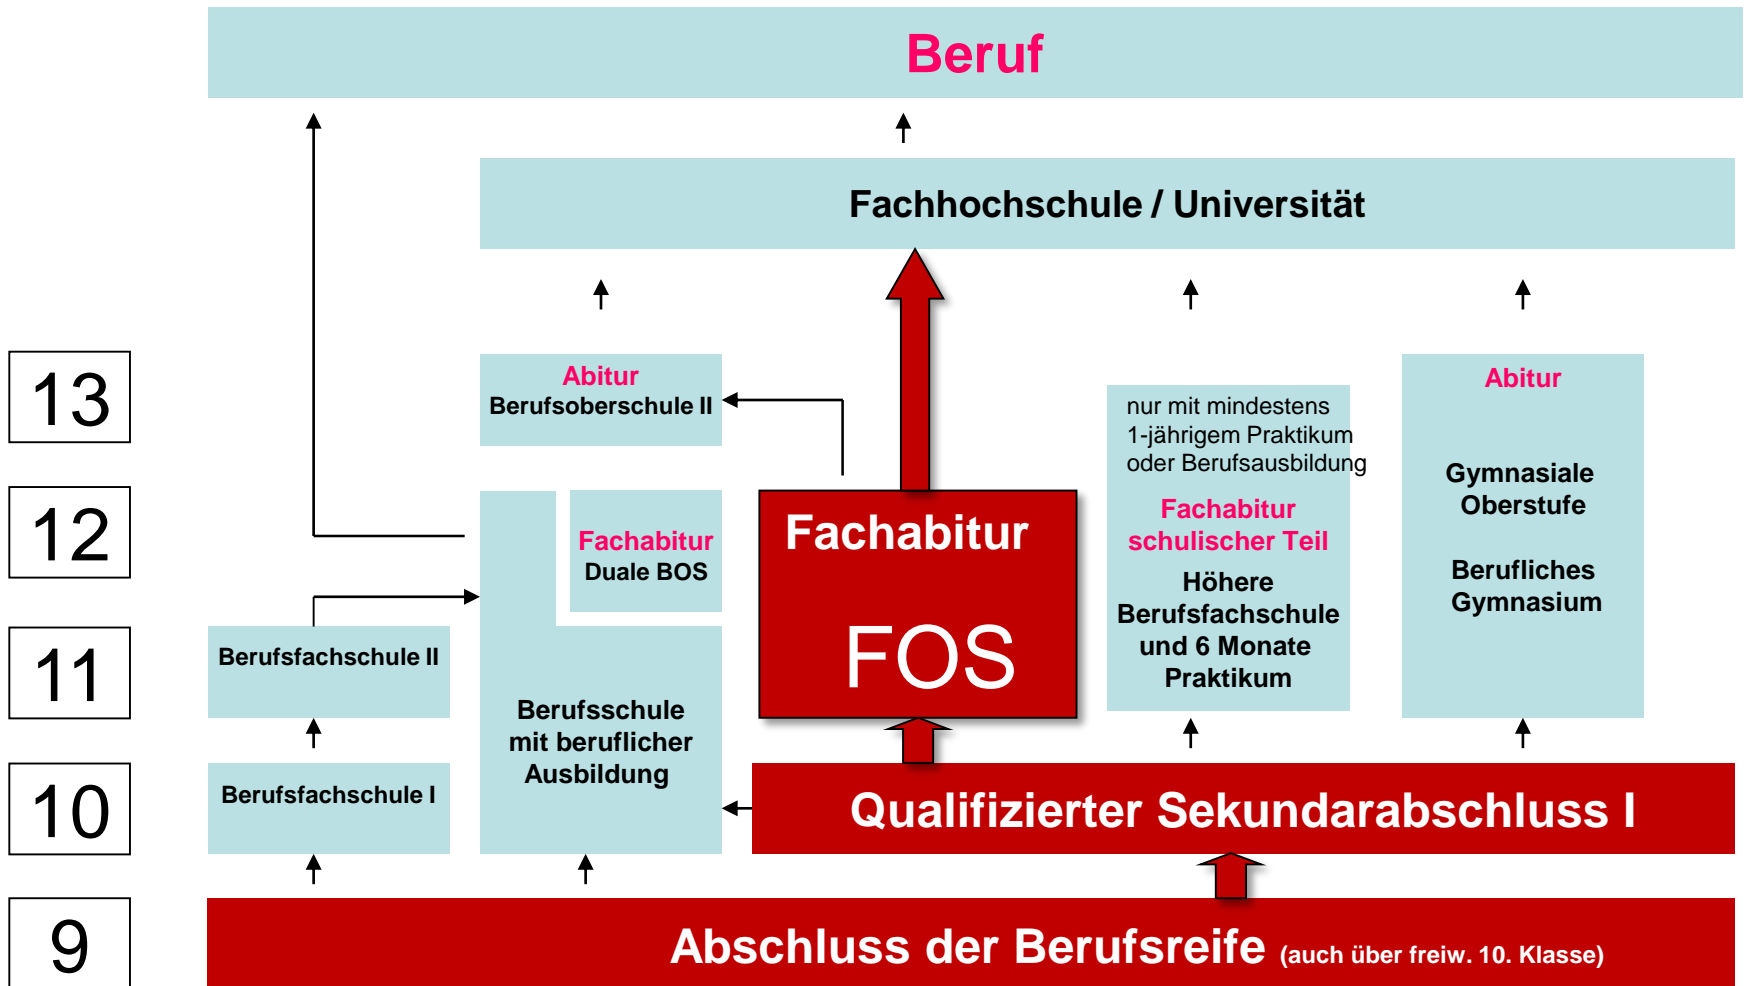 Beruf
Fachhochschule / Universität
13
Abitur
Berufsoberschule II
nur mit mindestens
1-jährigem Praktikum
oder Berufsausbildung
Abitur
12
Fachabitur
Duale BOS
Fachabitur
FOS
Fachabitur
schulischer Teil
Höhere
Berufsfachschule
und 6 Monate
Praktikum
Gymnasiale
Oberstufe
Berufliches
Gymnasium
11
Berufsfachschule II
Berufsschule
mit beruflicher
Ausbildung
10
Berufsfachschule I
Qualifizierter Sekundarabschluss I
9
Abschluss der Berufsreife (auch über freiw. 10. Klasse)